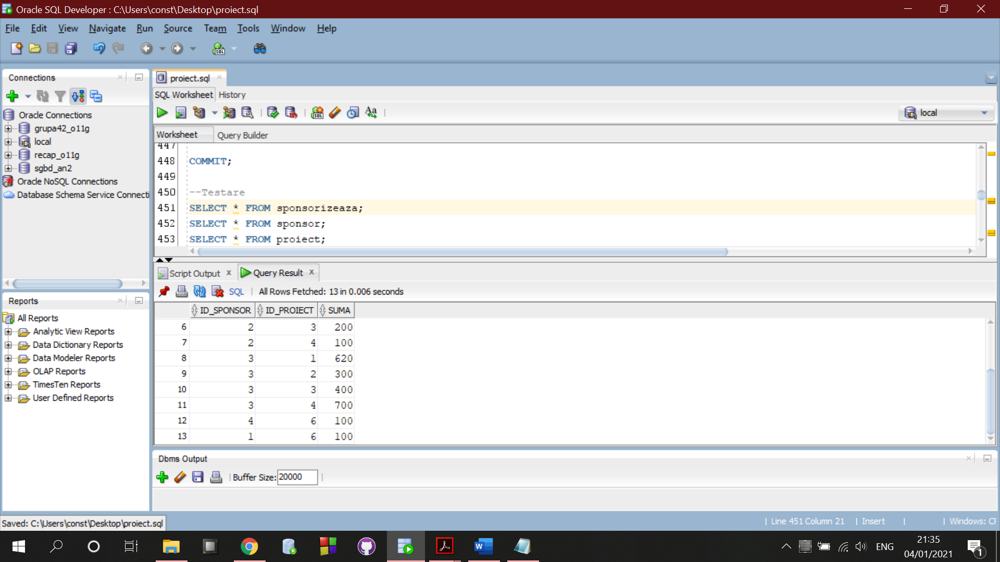 Oracle SQL Developer : C:\Users\const\Desktop\proiect.sql
File Edit View Navigate Run Source Team Tools Window Help
Connections
Oracle Connections
grupa42_o11g
local
recap_o11g
sgbd_an2
Oracle NoSQL Connections
Database Schema Service Connecti
Reports
All Reports
Analytic View Reports
Data Dictionary Reports
Data Modeler Reports
OLAP Reports
TimesTen Reports
User Defined Reports
proiect.sql
SQL Worksheet History
local
Worksheet Query Builder
447
448 COMMIT;
449
450 --Testare
451 SELECT * FROM sponsorizeaza;
452 SELECT * FROM sponsor;
453 SELECT * FROM proiect;
Script Output x Query Result x
SQL | All Rows Fetched: 13 in 0.006 seconds
ID_SPONSOR ID_PROIECT SUMA
6 2 3 200
7 2 4 100
8 3 1 620
9 3 2 300
10 3 3 400
11 3 4 700
12 4 6 100
13 1 6 100
Dbms Output
Buffer Size: 20000
Saved: C:\Users\const\Desktop\proiect.sql
| Line 451 Column 21 | Insert | | Windows: CR
ENG
21:35
04/01/2021
1